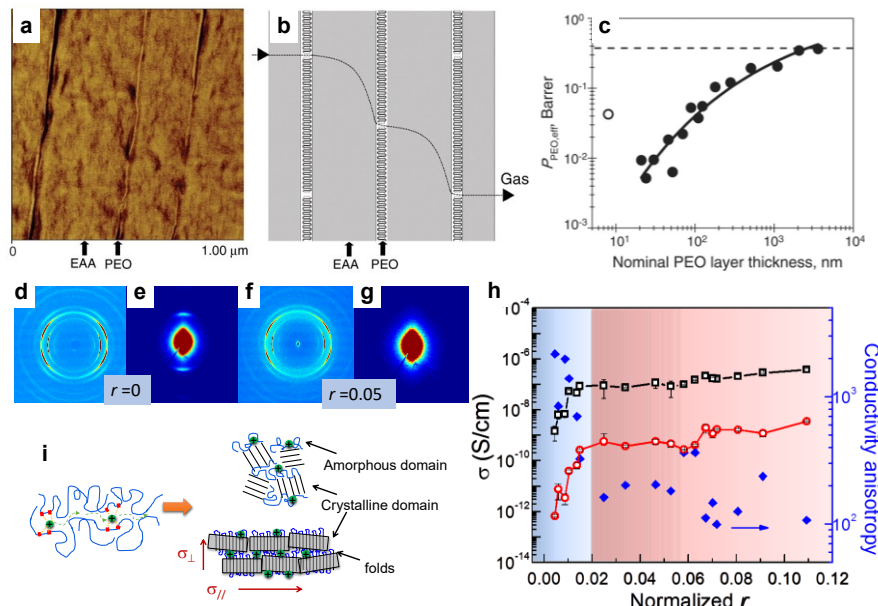 a
0
1.00 μm
EAA
PEO
b
Gas
EAA
PEO
c
P_PEO,eff, Barrer
10^0
10^-1
10^-2
10^-3
10^1
10^2
10^3
10^4
Nominal PEO layer thickness, nm
d
e
f
g
r=0
r=0.05
h
σ (S/cm)
10^-4
10^-6
10^-8
10^-10
10^-12
10^-14
0.00
0.02
0.04
0.06
0.08
0.10
0.12
Normalized r
10^3
10^2
Conductivity anisotropy
i
Amorphous domain
Crystalline domain
folds
σ⊥
σ//